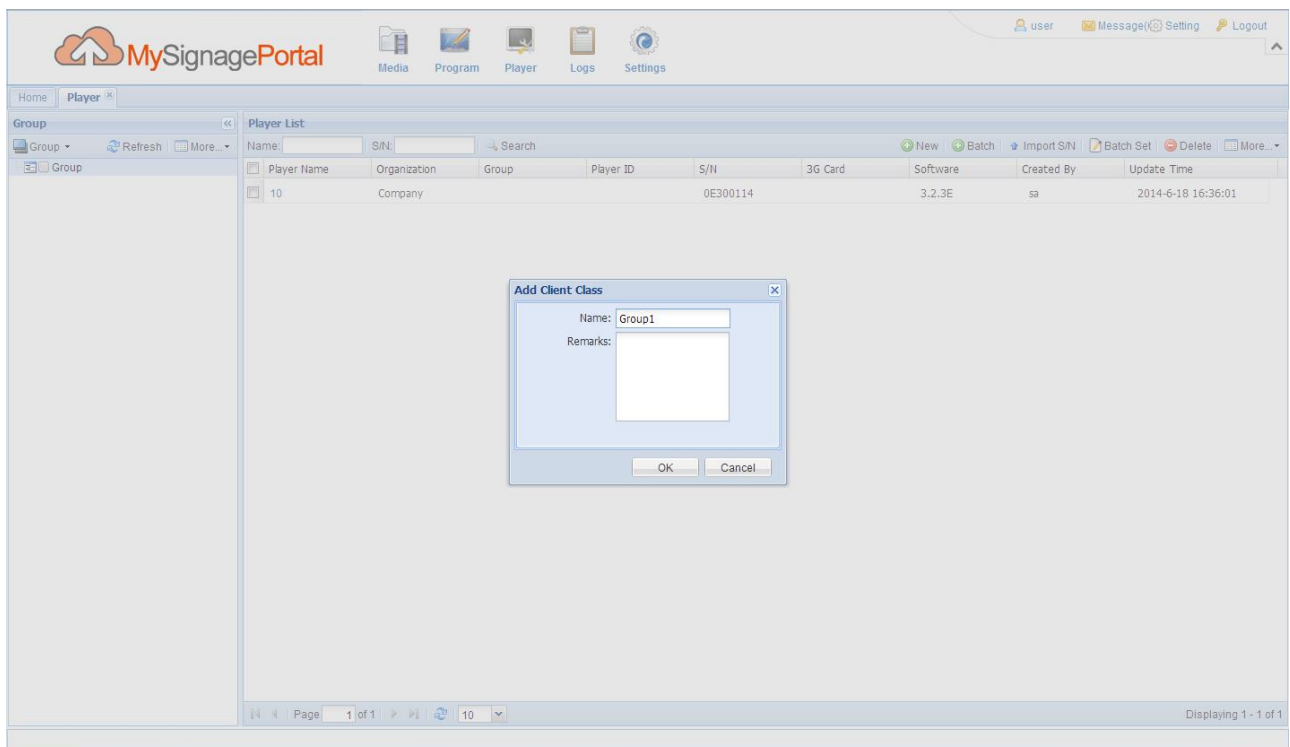 MySignagePortal
Media Program Player Logs Settings
user Message( Setting Logout
Home Player
Group
Group Refresh More...
Group
Player List
Name: S/N: Search New Batch Import S/N Batch Set Delete More...
Player Name Organization Group Player ID S/N 3G Card Software Created By Update Time
10 Company 0E300114 3.2.3E sa 2014-6-18 16:36:01
Add Client Class
Name: Group1
Remarks:
OK Cancel
Page 1 of 1 10 Displaying 1 - 1 of 1